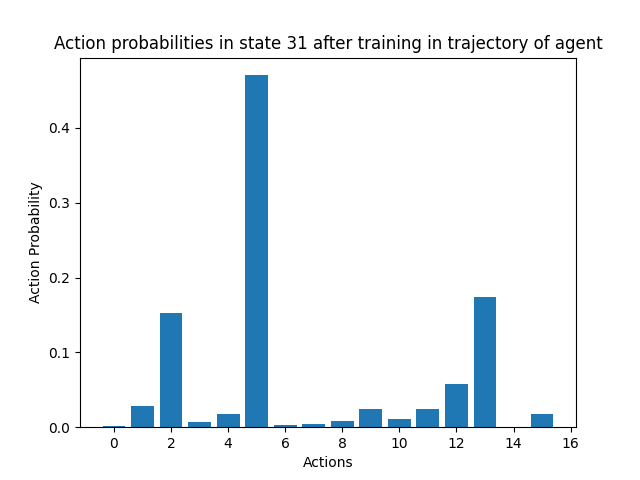 Action probabilities in state 31 after training in trajectory of agent
Action Probability
0.4
0.3
0.2
0.1
0.0
0 2 4 6 8 10 12 14 16
Actions